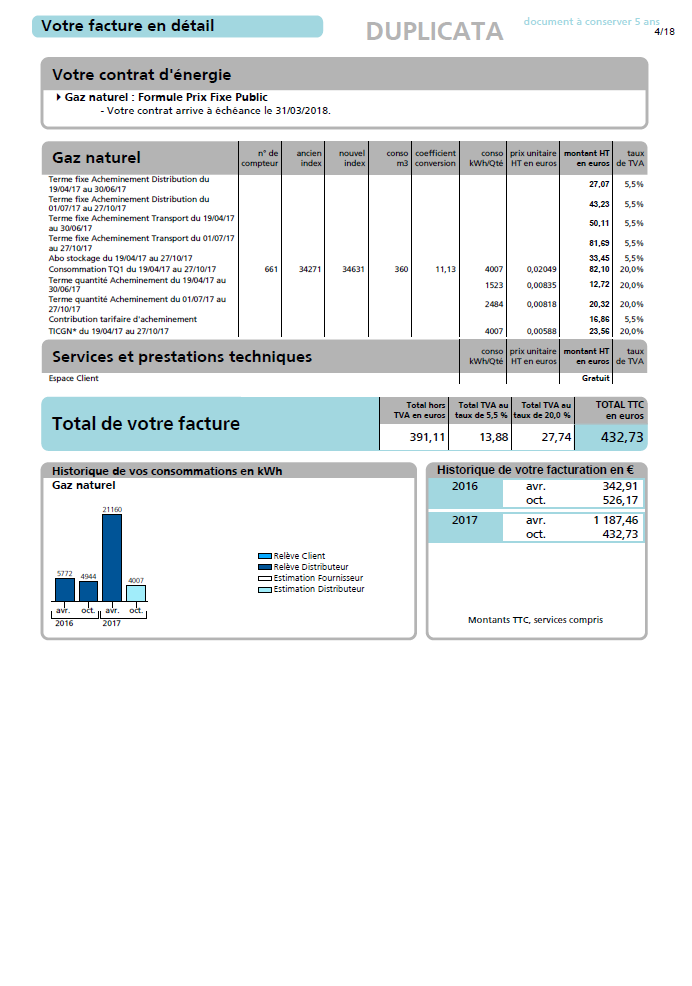 Votre facture en détail
DUPLICATA
document à conserver 5 ans
4/18
Votre contrat d'énergie
Gaz naturel : Formule Prix Fixe Public
- Votre contrat arrive à échéance le 31/03/2018.
Gaz naturel n° de compteur ancien index nouvel index conso m3 coefficient conversion conso kWh/Qté prix unitaire HT en euros montant HT en euros taux de TVA
Terme fixe Acheminement Distribution du
19/04/17 au 30/06/17 27,07 5,5%
Terme fixe Acheminement Distribution du
01/07/17 au 27/10/17 43,23 5,5%
Terme fixe Acheminement Transport du 19/04/17
au 30/06/17 50,11 5,5%
Terme fixe Acheminement Transport du 01/07/17
au 27/10/17 81,69 5,5%
Abo stockage du 19/04/17 au 27/10/17 33,45 5,5%
Consommation TQ1 du 19/04/17 au 27/10/17 661 34271 34631 360 11,13 4007 0,02049 82,10 20,0%
Terme quantité Acheminement du 19/04/17 au
30/06/17 1523 0,00835 12,72 20,0%
Terme quantité Acheminement du 01/07/17 au
27/10/17 2484 0,00818 20,32 20,0%
Contribution tarifaire d'acheminement 16,86 5,5%
TICGN* du 19/04/17 au 27/10/17 4007 0,00588 23,56 20,0%
Services et prestations techniques conso kWh/Qté prix unitaire HT en euros montant HT en euros taux de TVA
Espace Client Gratuit
Total de votre facture
Total hors TVA en euros Total TVA au taux de 5,5 % Total TVA au taux de 20,0 % TOTAL TTC en euros
391,11 13,88 27,74 432,73
Historique de vos consommations en kWh
Gaz naturel
21160
5772 4944 4007
avr. oct. avr. oct.
2016 2017
Relève Client
Relève Distributeur
Estimation Fournisseur
Estimation Distributeur
Historique de votre facturation en €
2016 avr. 342,91
oct. 526,17
2017 avr. 1 187,46
oct. 432,73
Montants TTC, services compris